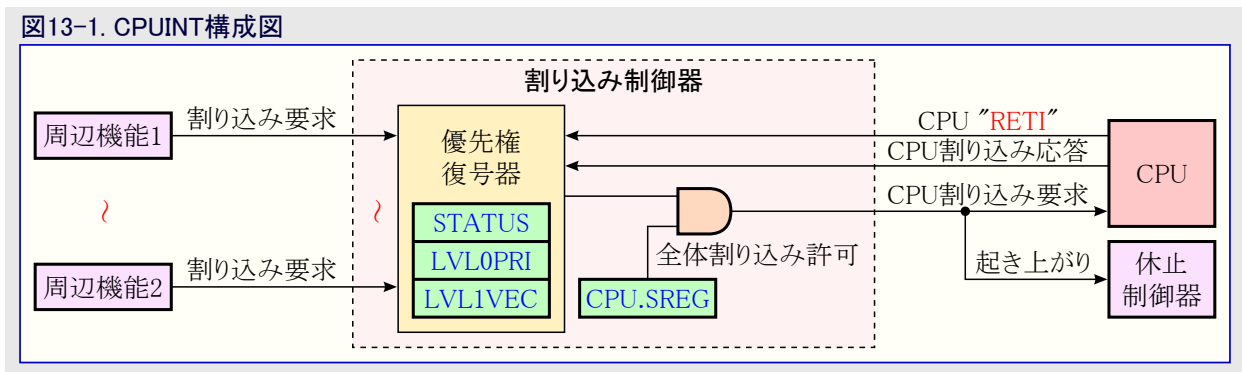 図13-1. CPUINT構成図
割り込み制御器
周辺機能1
割り込み要求
優先権
復号器
CPU "RETI"
CPU割り込み応答
CPU
CPU割り込み要求
～
～
STATUS
LVL0PRI
LVL1VEC
全体割り込み許可
CPU.SREG
起き上がり
休止
制御器
周辺機能2
割り込み要求